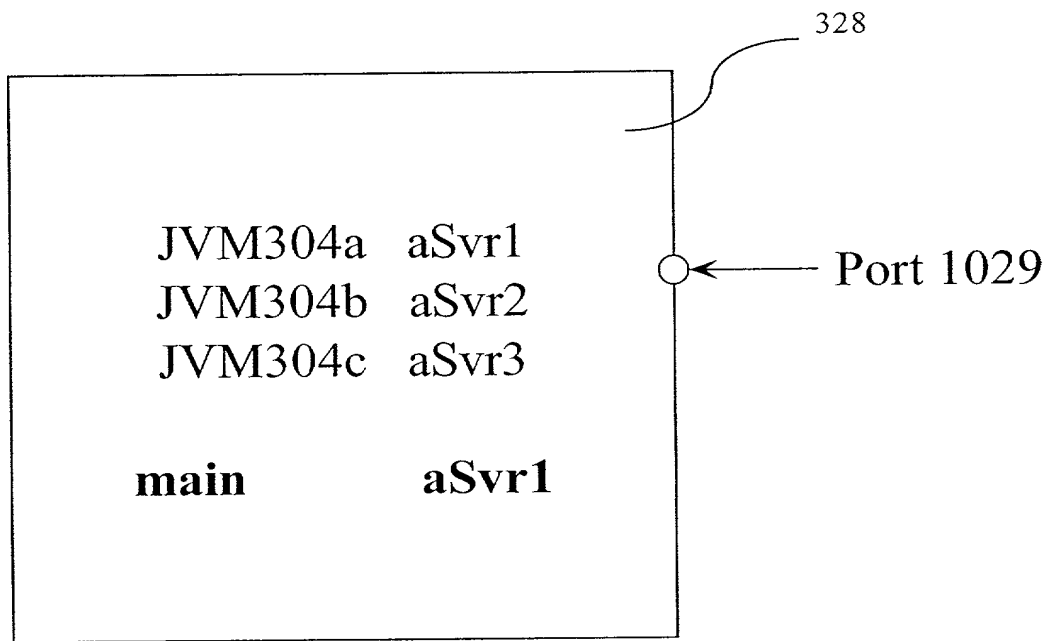 328
JVM304a aSvr1
JVM304b aSvr2
JVM304c aSvr3
Port 1029
main aSvr1